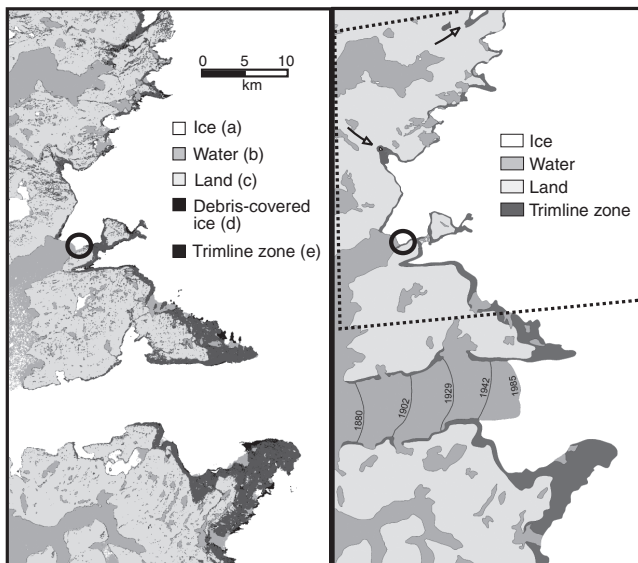 0 5 10
km
Ice (a)
Water (b)
Land (c)
Debris-covered
ice (d)
Trimline zone (e)
Ice
Water
Land
Trimline zone
1880
1902
1929
1942
1985